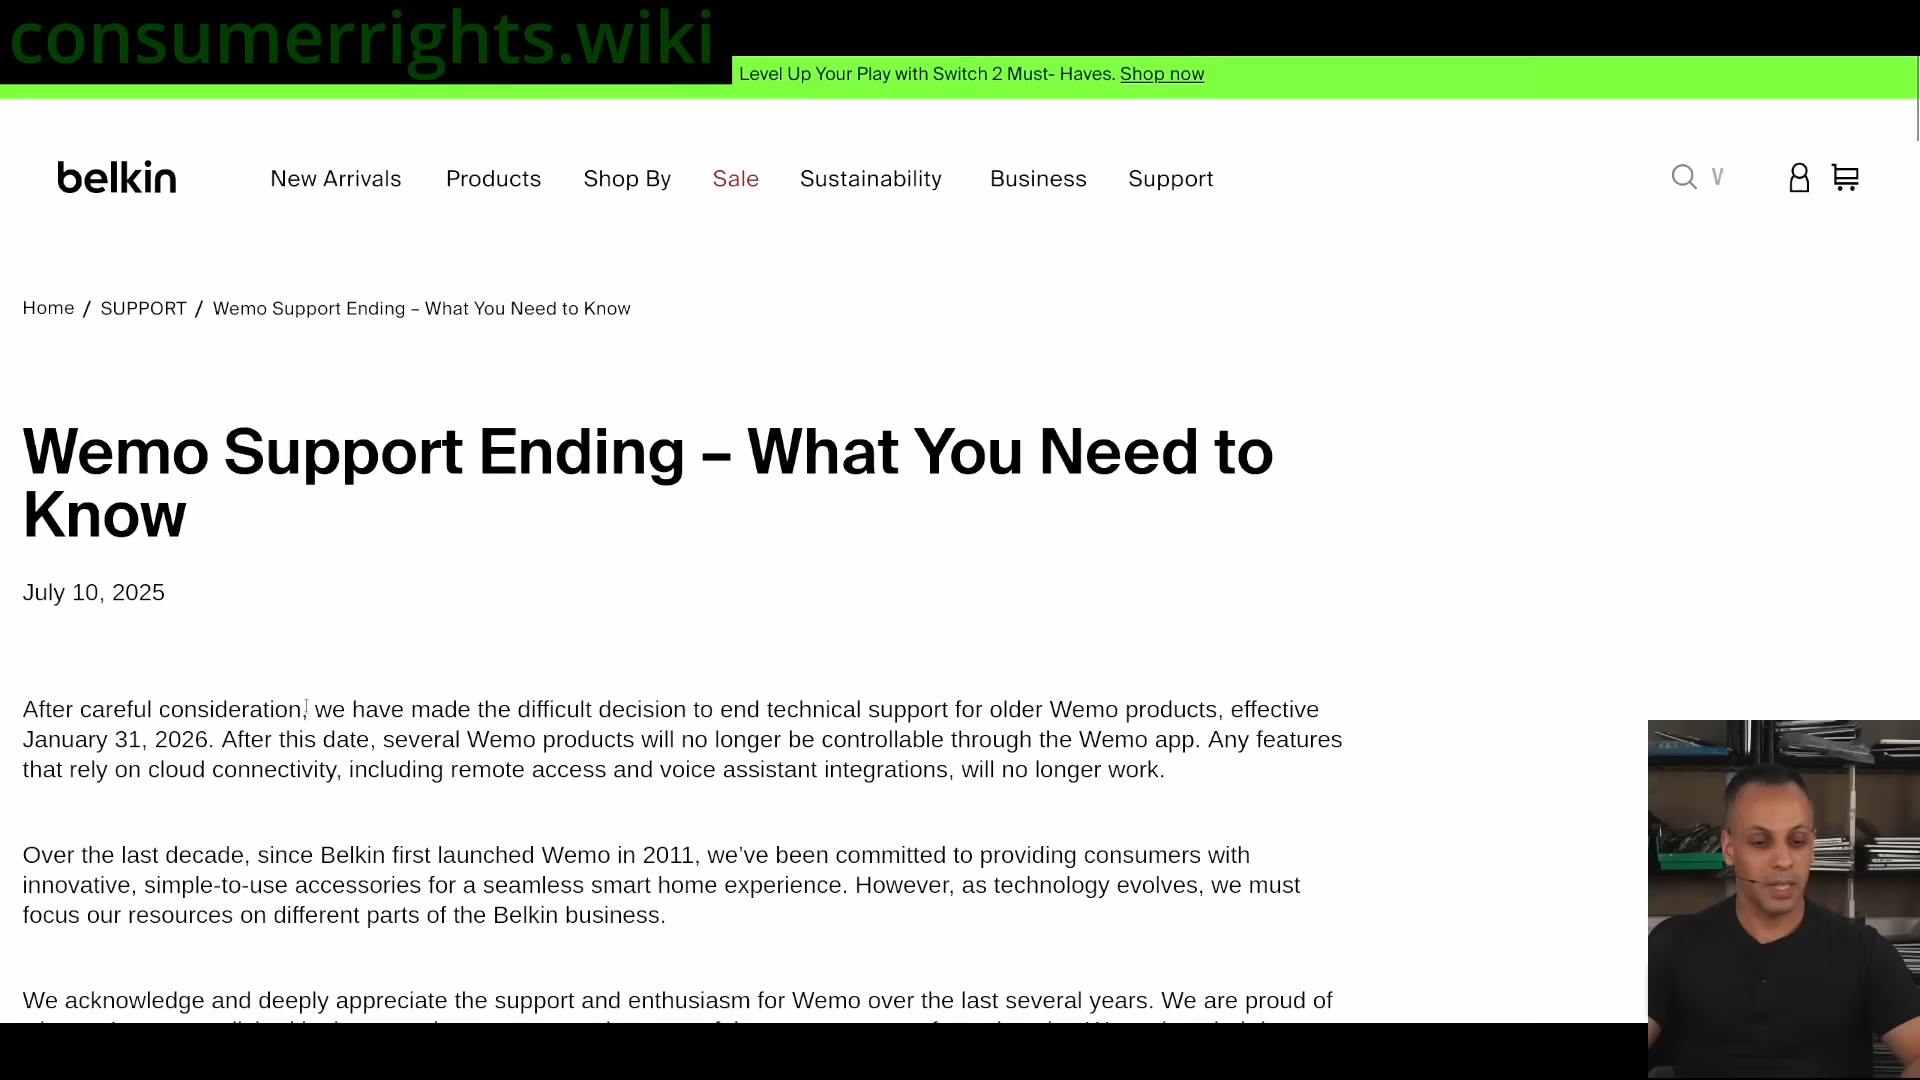 consumerrights.wiki
Level Up Your Play with Switch 2 Must- Haves. Shop now
belkin
New Arrivals Products Shop By Sale Sustainability Business Support
Home / SUPPORT / Wemo Support Ending – What You Need to Know
Wemo Support Ending – What You Need to
Know
July 10, 2025
After careful consideration, we have made the difficult decision to end technical support for older Wemo products, effective
January 31, 2026. After this date, several Wemo products will no longer be controllable through the Wemo app. Any features
that rely on cloud connectivity, including remote access and voice assistant integrations, will no longer work.
Over the last decade, since Belkin first launched Wemo in 2011, we’ve been committed to providing consumers with
innovative, simple-to-use accessories for a seamless smart home experience. However, as technology evolves, we must
focus our resources on different parts of the Belkin business.
We acknowledge and deeply appreciate the support and enthusiasm for Wemo over the last several years. We are proud of